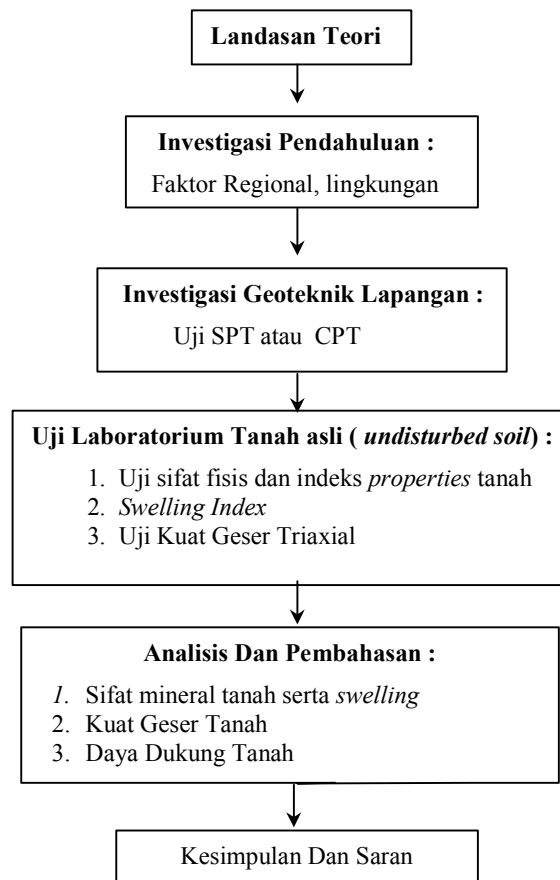 Landasan Teori
Investigasi Pendahuluan :
Faktor Regional, lingkungan
Investigasi Geoteknik Lapangan :
Uji SPT atau CPT
Uji Laboratorium Tanah asli ( undisturbed soil) :
1. Uji sifat fisis dan indeks properties tanah
2. Swelling Index
3. Uji Kuat Geser Triaxial
Analisis Dan Pembahasan :
1. Sifat mineral tanah serta swelling
2. Kuat Geser Tanah
3. Daya Dukung Tanah
Kesimpulan Dan Saran